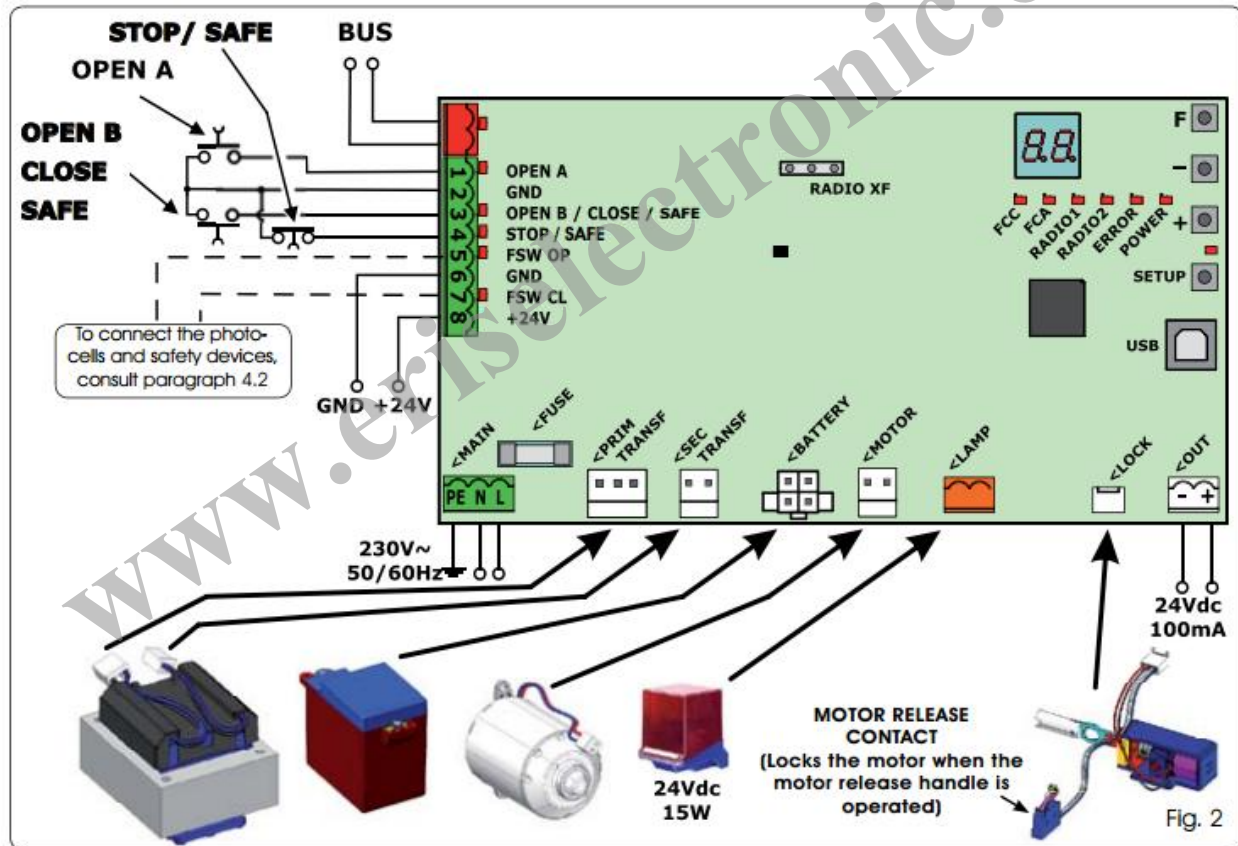 STOP/ SAFE
BUS
OPEN A
OPEN B
CLOSE
SAFE
1 OPEN A
2 GND
3 OPEN B / CLOSE / SAFE
4 STOP / SAFE
5 FSW OP
6 GND
7 FSW CL
8 +24V
RADIO XF
8.8.
F
-
+
SETUP
USB
FCC
FCA
RADIO1
RADIO2
ERROR
POWER
To connect the photo-
cells and safety devices,
consult paragraph 4.2
GND +24V
<MAIN
<FUSE
<PRIM
TRANSF
<SEC
TRANSF
<BATTERY
<MOTOR
<LAMP
<LOCK
<OUT
PE N L
- +
230V~
50/60Hz
24Vdc
100mA
24Vdc
15W
MOTOR RELEASE
CONTACT
(Locks the motor when the
motor release handle is
operated)
Fig. 2
www.eriselectronic.